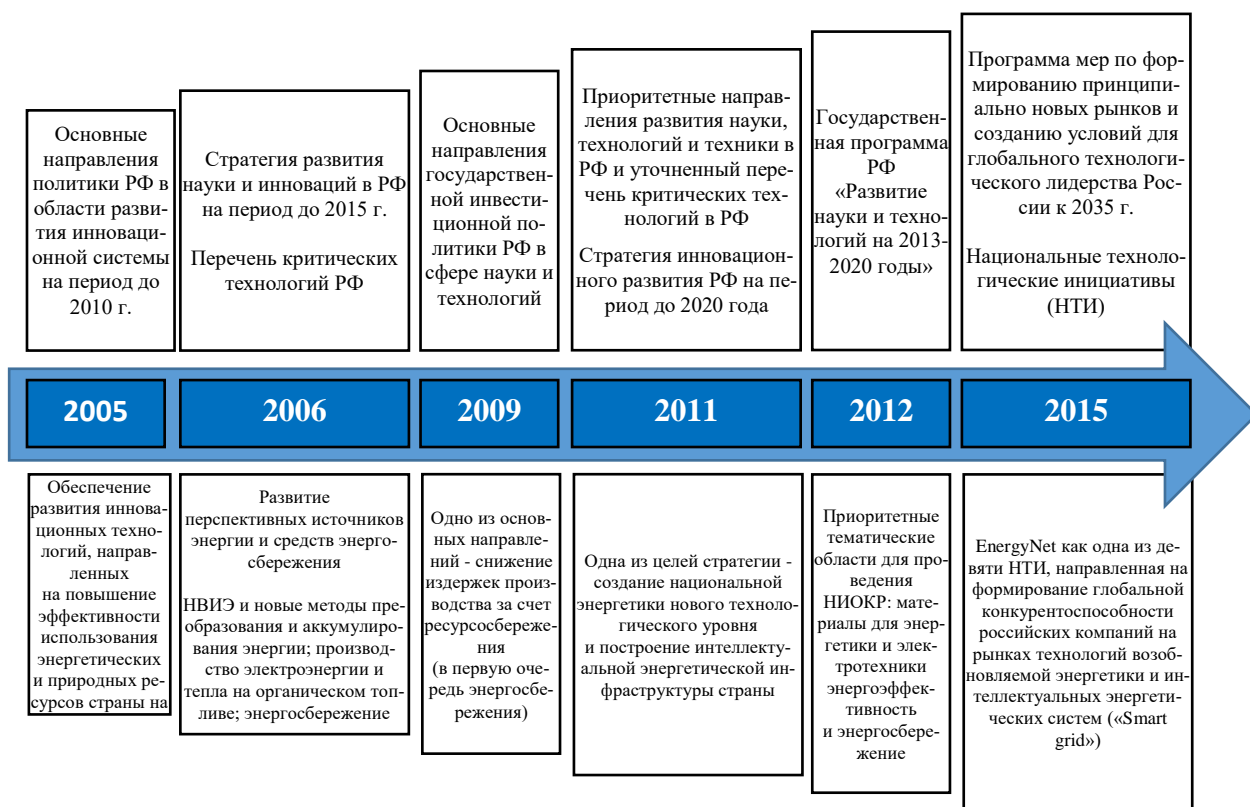 Основные
направления
политики РФ в
области разви-
тия инноваци-
онной системы
на период до
2010 г.
Стратегия развития
науки и инноваций в РФ
на период до 2015 г.
Перечень критических
технологий РФ
Основные
направления
государствен-
ной инвести-
ционной по-
литики РФ в
сфере науки и
технологий
Приоритетные направ-
ления развития науки,
технологий и техники в
РФ и уточненный пере-
чень критических тех-
нологий в РФ
Стратегия инновацион-
ного развития РФ на пе-
риод до 2020 года
Государствен-
ная программа
РФ
«Развитие
науки и техно-
логий на 2013-
2020 годы»
Программа мер по фор-
мированию принципи-
ально новых рынков и
созданию условий для
глобального технологи-
ческого лидерства Рос-
сии к 2035 г.
Национальные техноло-
гические инициативы
(НТИ)
2005
2006
2009
2011
2012
2015
Обеспечение
развития иннова-
ционных техно-
логий, направ-
ленных
на повышение
эффективности
использования
энергетических
и природных ре-
сурсов страны на
Развитие
перспективных источников
энергии и средств энерго-
сбережения
НВИЭ и новые методы пре-
образования и аккумулиро-
вания энергии; производ-
ство электроэнергии и
тепла на органическом топ-
ливе; энергосбережение
Одно из основ-
ных направле-
ний - снижение
издержек произ-
водства за счет
ресурсосбереже-
ния
(в первую оче-
редь энергосбе-
режения)
Одна из целей стратегии -
создание национальной
энергетики нового техноло-
гического уровня
и построение интеллекту-
альной энергетической ин-
фраструктуры страны
Приоритетные
тематические
области для про-
ведения
НИОКР: мате-
риалы для энер-
гетики и элек-
тротехники
энергоэффек-
тивность
и энергосбере-
жение
EnergyNet как одна из де-
вяти НТИ, направленная на
формирование глобальной
конкурентоспособности
российских компаний на
рынках технологий возоб-
новляемой энергетики и ин-
теллектуальных энергети-
ческих систем («Smart
grid»)